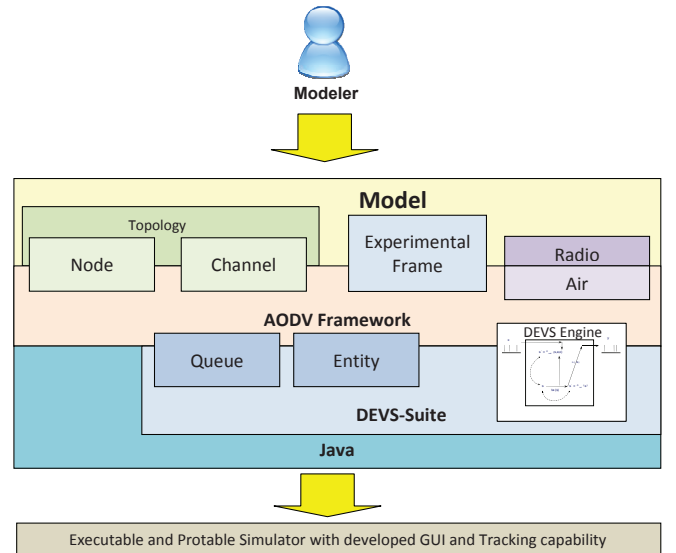 Modeler
Model
Topology
Node
Channel
Experimental
Frame
Radio
Air
AODV Framework
Queue
Entity
DEVS Engine
DEVS-Suite
Java
Executable and Protable Simulator with developed GUI and Tracking capability